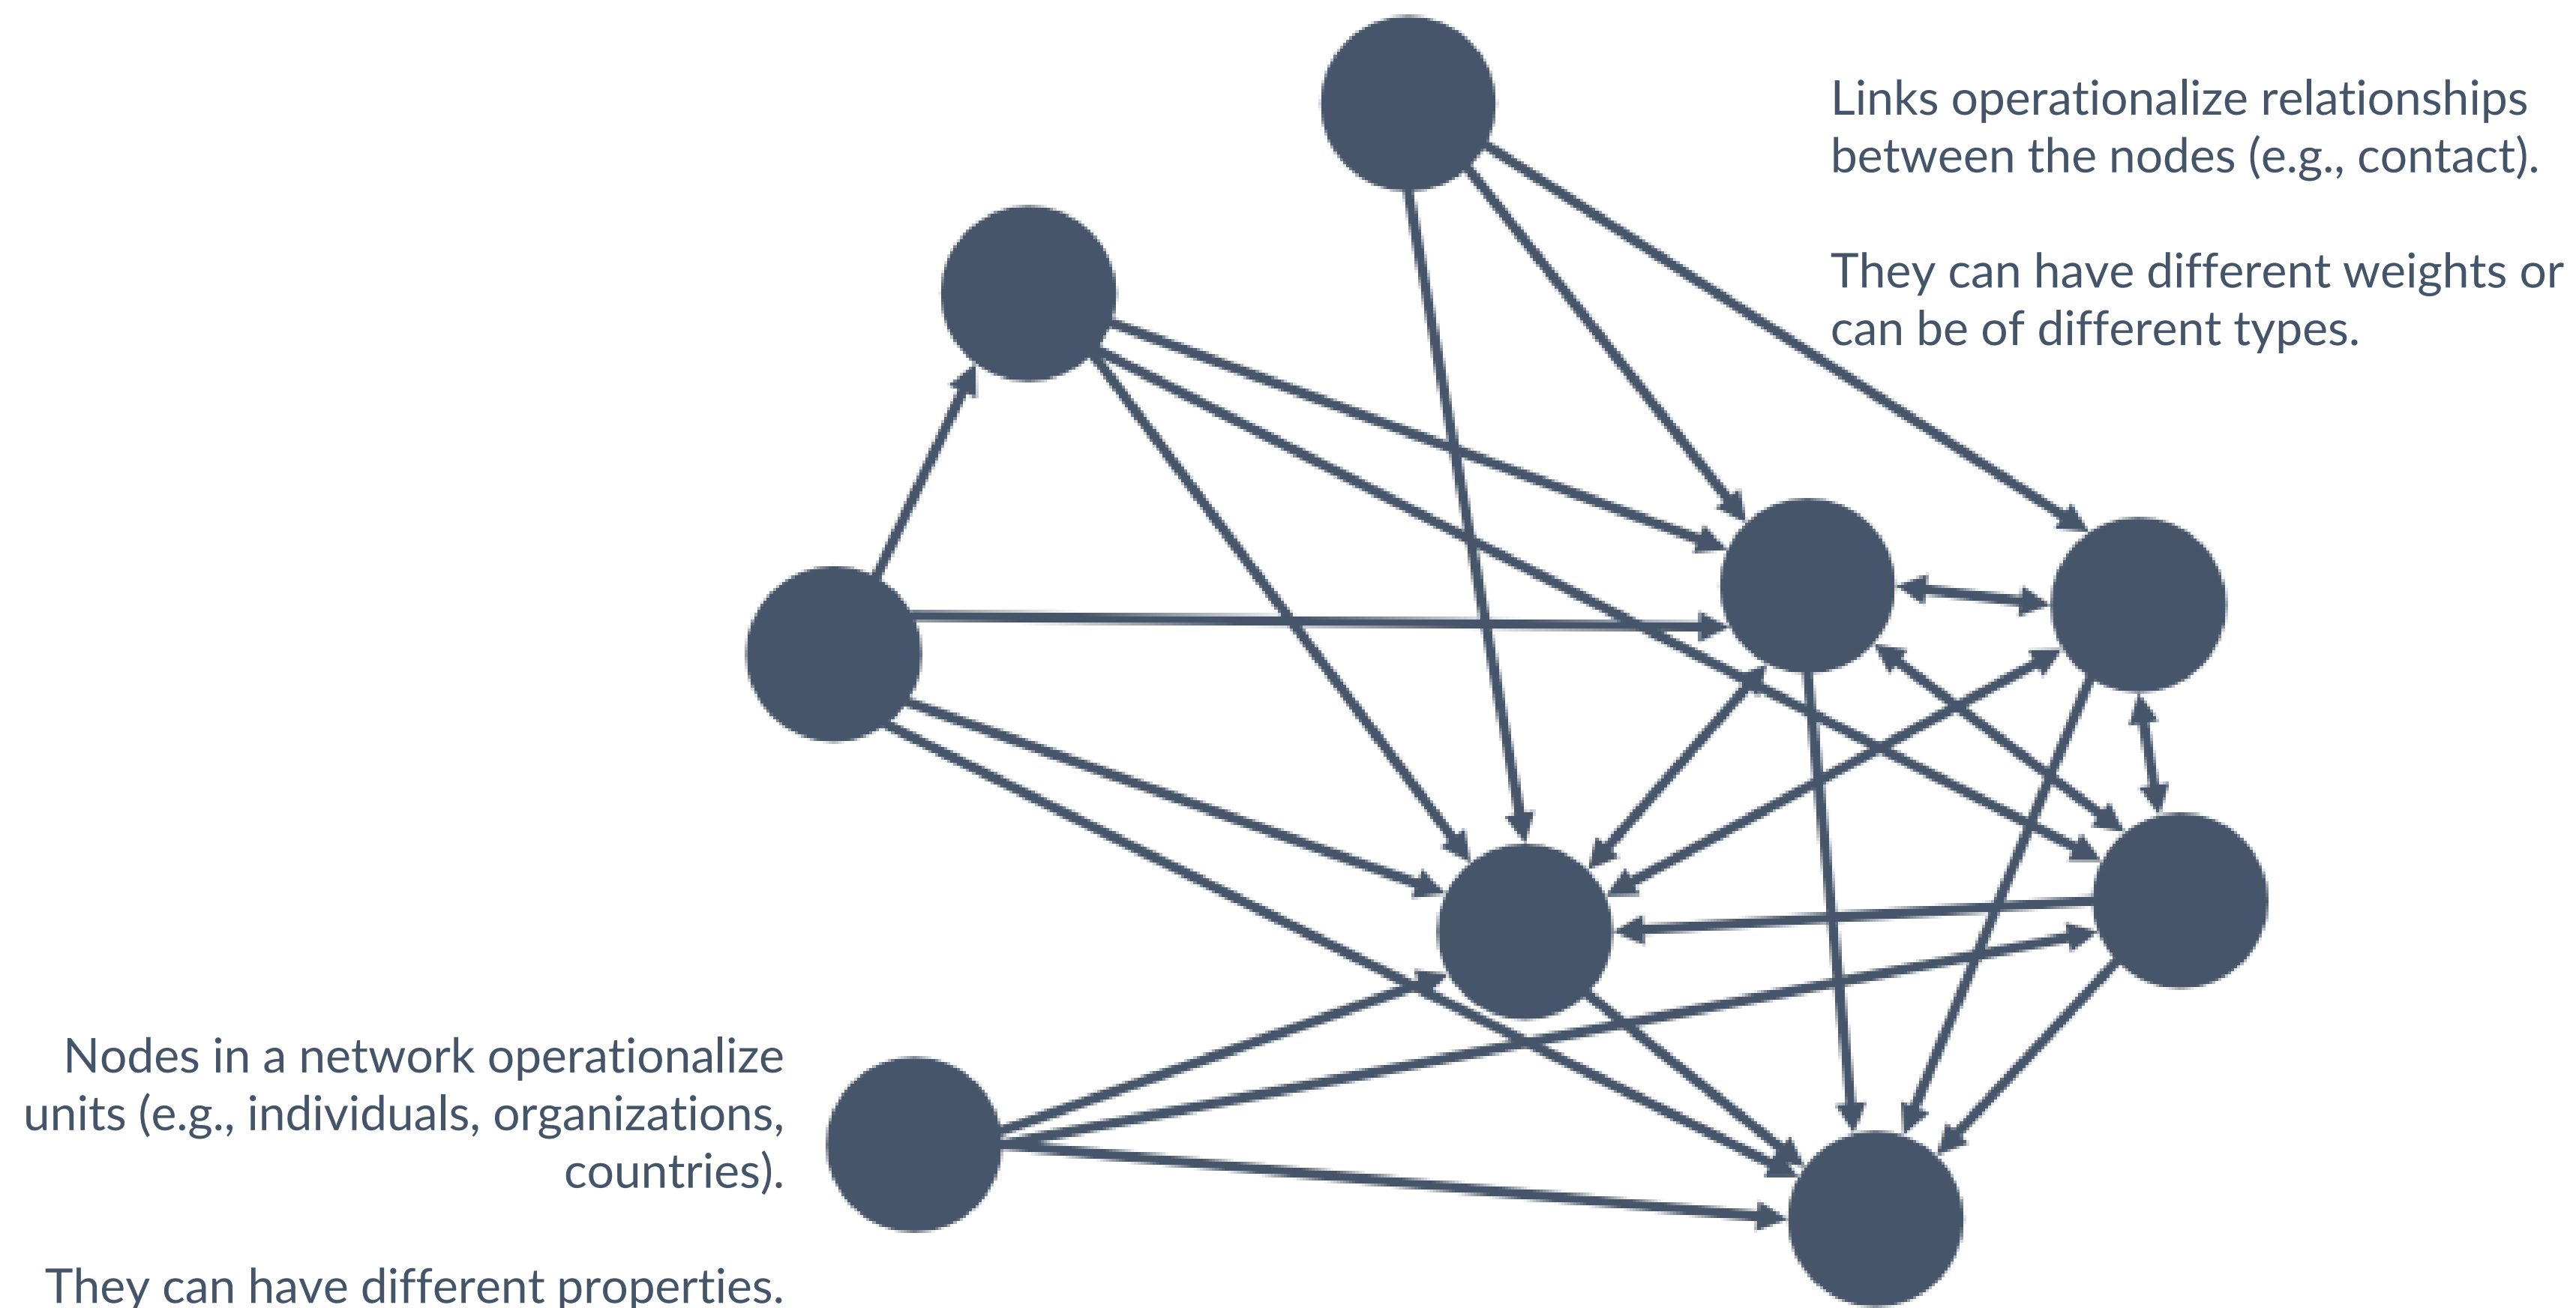 Links operationalize relationships
between the nodes (e.g., contact).
They can have different weights or
can be of different types.
Nodes in a network operationalize
units (e.g., individuals, organizations,
countries).
They can have different properties.